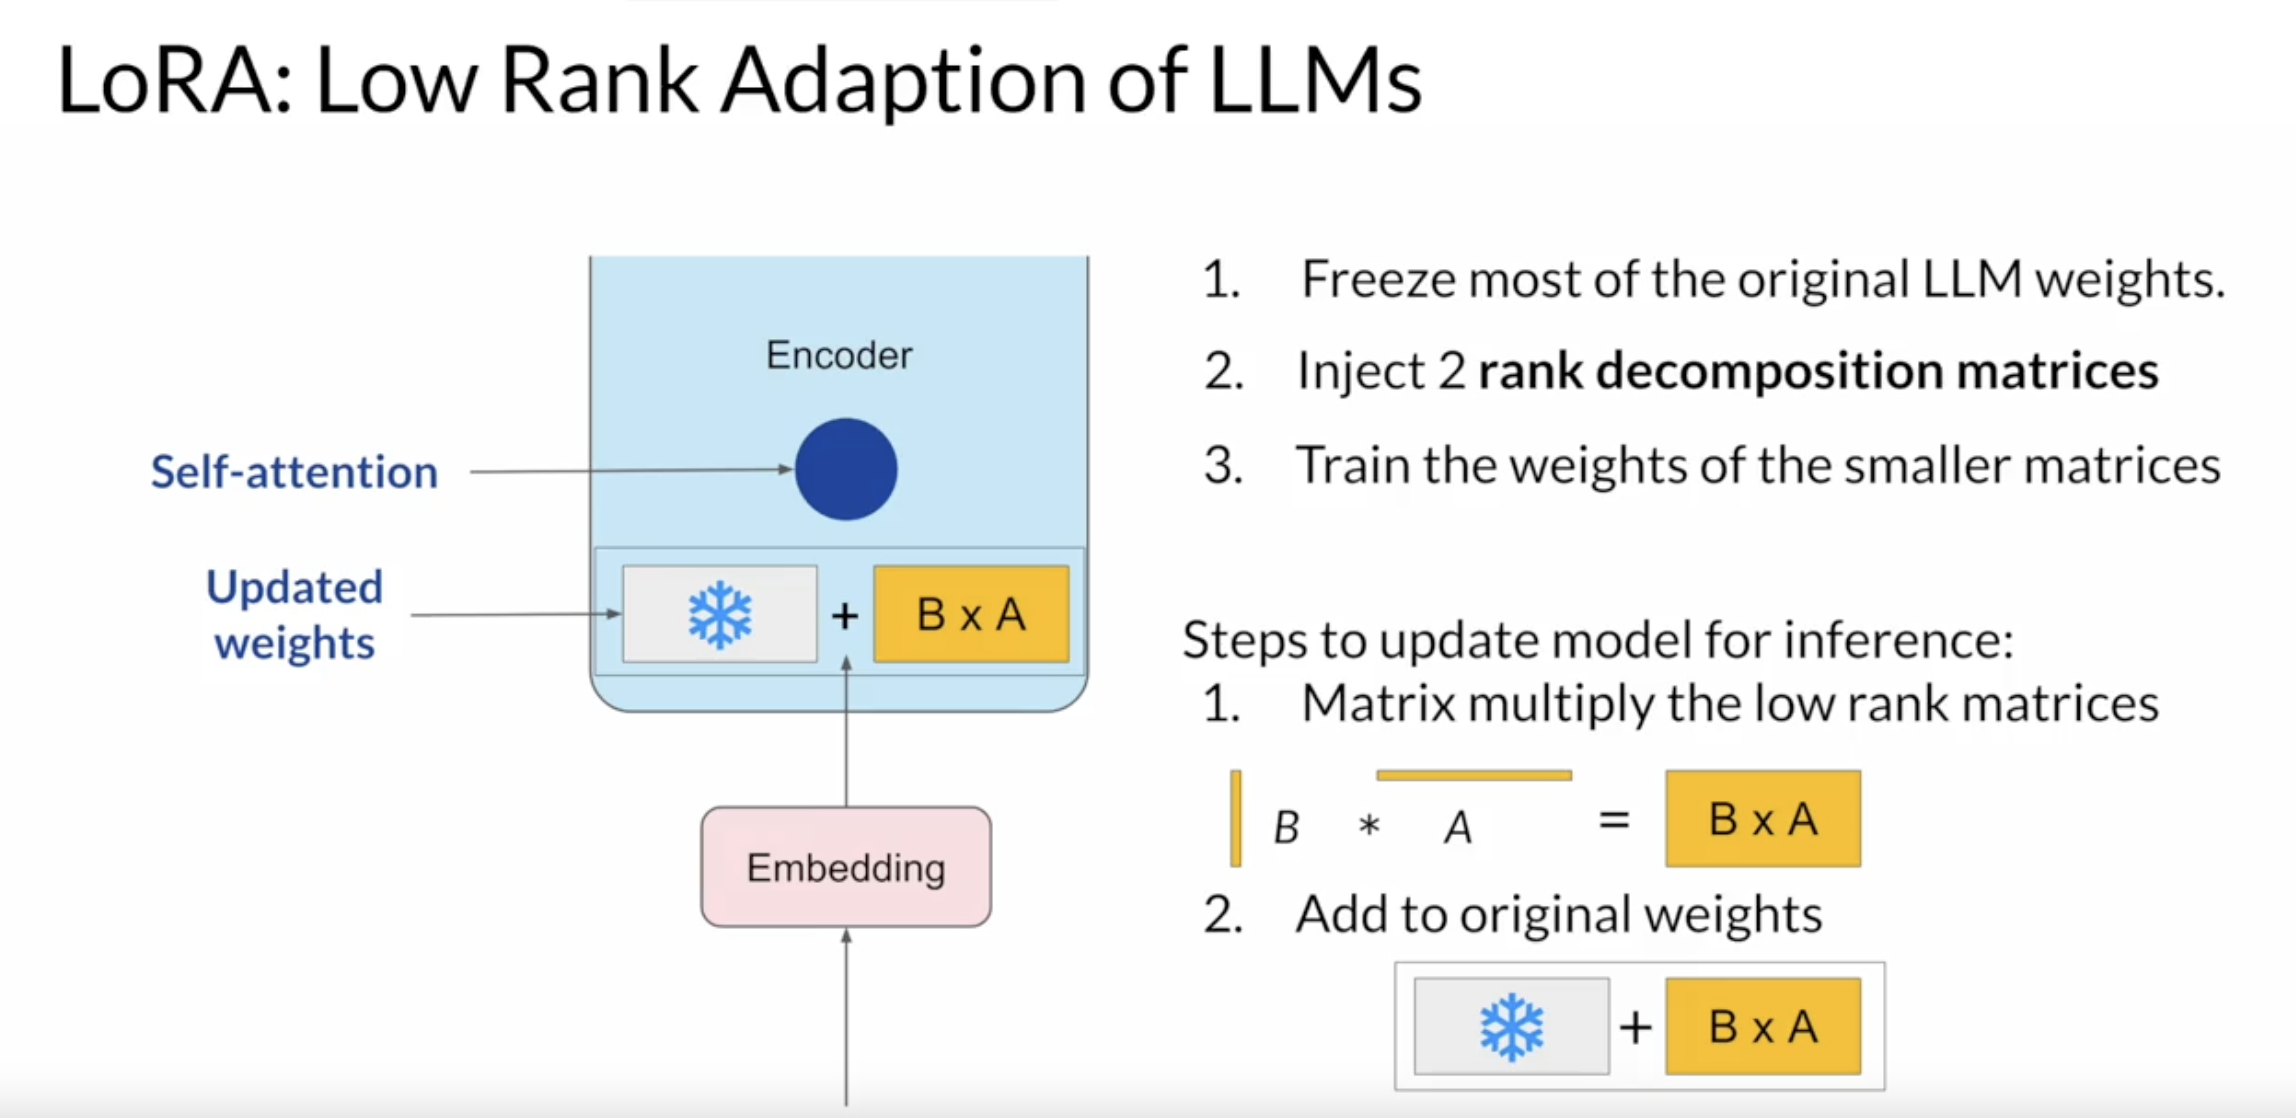 LoRA: Low Rank Adaption of LLMs
Encoder
Self-attention
Updated
weights
+
B x A
Embedding
1. Freeze most of the original LLM weights.
2. Inject 2 rank decomposition matrices
3. Train the weights of the smaller matrices
Steps to update model for inference:
1. Matrix multiply the low rank matrices
B * A = B x A
2. Add to original weights
+ B x A